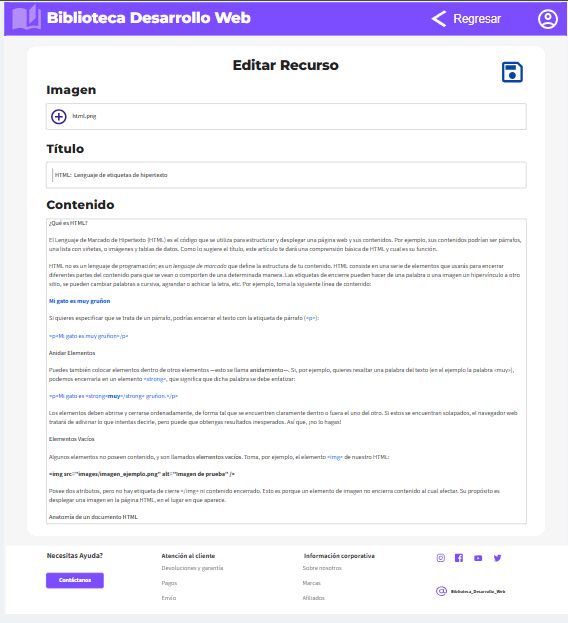 Biblioteca Desarrollo Web
Regresar
Editar Recurso
Imagen
html.png
Título
HTML: Lenguaje de etiquetas de hipertexto
Contenido
¿Qué es HTML?
El Lenguaje de Marcado de Hipertexto (HTML) es el código que se utiliza para estructurar y desplegar una página web y sus contenidos. Por ejemplo, sus contenidos podrían ser párrafos,
una lista con viñetas, o imágenes y tablas de datos. Como lo sugiere el título, este artículo te dará una comprensión básica de HTML y cual es su función.
HTML no es un lenguaje de programación; es un lenguaje de marcado que define la estructura de tu contenido. HTML consiste en una serie de elementos que usarás para encerrar
diferentes partes del contenido para que se vean o comporten de una determinada manera. Las etiquetas de encierre pueden hacer de una palabra o una imagen un hipervínculo a otro
sitio, se pueden cambiar palabras a cursiva, agrandar o achicar la letra, etc. Por ejemplo, toma la siguiente línea de contenido:
Mi gato es muy gruñon
Si quieres especificar que se trata de un párrafo, podrías encerrar el texto con la etiqueta de párrafo (<p>):
<p>Mi gato es muy gruñon</p>
Anidar Elementos
Puedes también colocar elementos dentro de otros elementos —esto se llama anidamiento—. Si, por ejemplo, quieres resaltar una palabra del texto (en el ejemplo la palabra «muy»),
podemos encerrarla en un elemento <strong>, que significa que dicha palabra se debe enfatizar:
<p>Mi gato es <strong>muy</strong> gruñon.</p>
Los elementos deben abrirse y cerrarse ordenadamente, de forma tal que se encuentren claramente dentro o fuera el uno del otro. Si estos se encuentran solapados, el navegador web
tratará de adivinar lo que intentas decirle, pero puede que obtengas resultados inesperados. Así que, ¡no lo hagas!
Elementos Vacíos
Algunos elementos no poseen contenido, y son llamados elementos vacíos. Toma, por ejemplo, el elemento <img> de nuestro HTML:
<img src="images/imagen_ejemplo.png" alt="Imagen de prueba" />
Posee dos atributos, pero no hay etiqueta de cierre </img> ni contenido encerrado. Esto es porque un elemento de imagen no encierra contenido al cual afectar. Su propósito es
desplegar una imagen en la página HTML, en el lugar en que aparece.
Anatomía de un documento HTML
Necesitas Ayuda?
Contáctanos
Atención al cliente
Devoluciones y garantía
Pagos
Envío
Información corporativa
Sobre nosotros
Marcas
Afiliados
Biblioteca_Desarrollo_Web